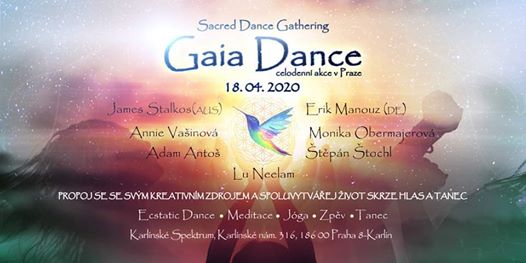 Sacred Dance Gathering
Gaia Dance
celodenní akce v Praze
18.04. 2020
James Stalkos(AUS)
Erik Manouz (DE)
Annie Vašinová
Monika Obermajerová
Adam Antoš
Štěpán Štochl
Lu Neelam
PROPOJ SE SE SVÝM KREATIVNÍM ZDROJEM A SPOLUVYTVÁŘEJ ŽIVOT SKRZE HLAS A TANEC
Ecstatic Dance • Meditace • Jóga • Zpěv • Tanec
Karlínské Spektrum, Karlínské nám. 316, 186 00 Praha 8-Karlín